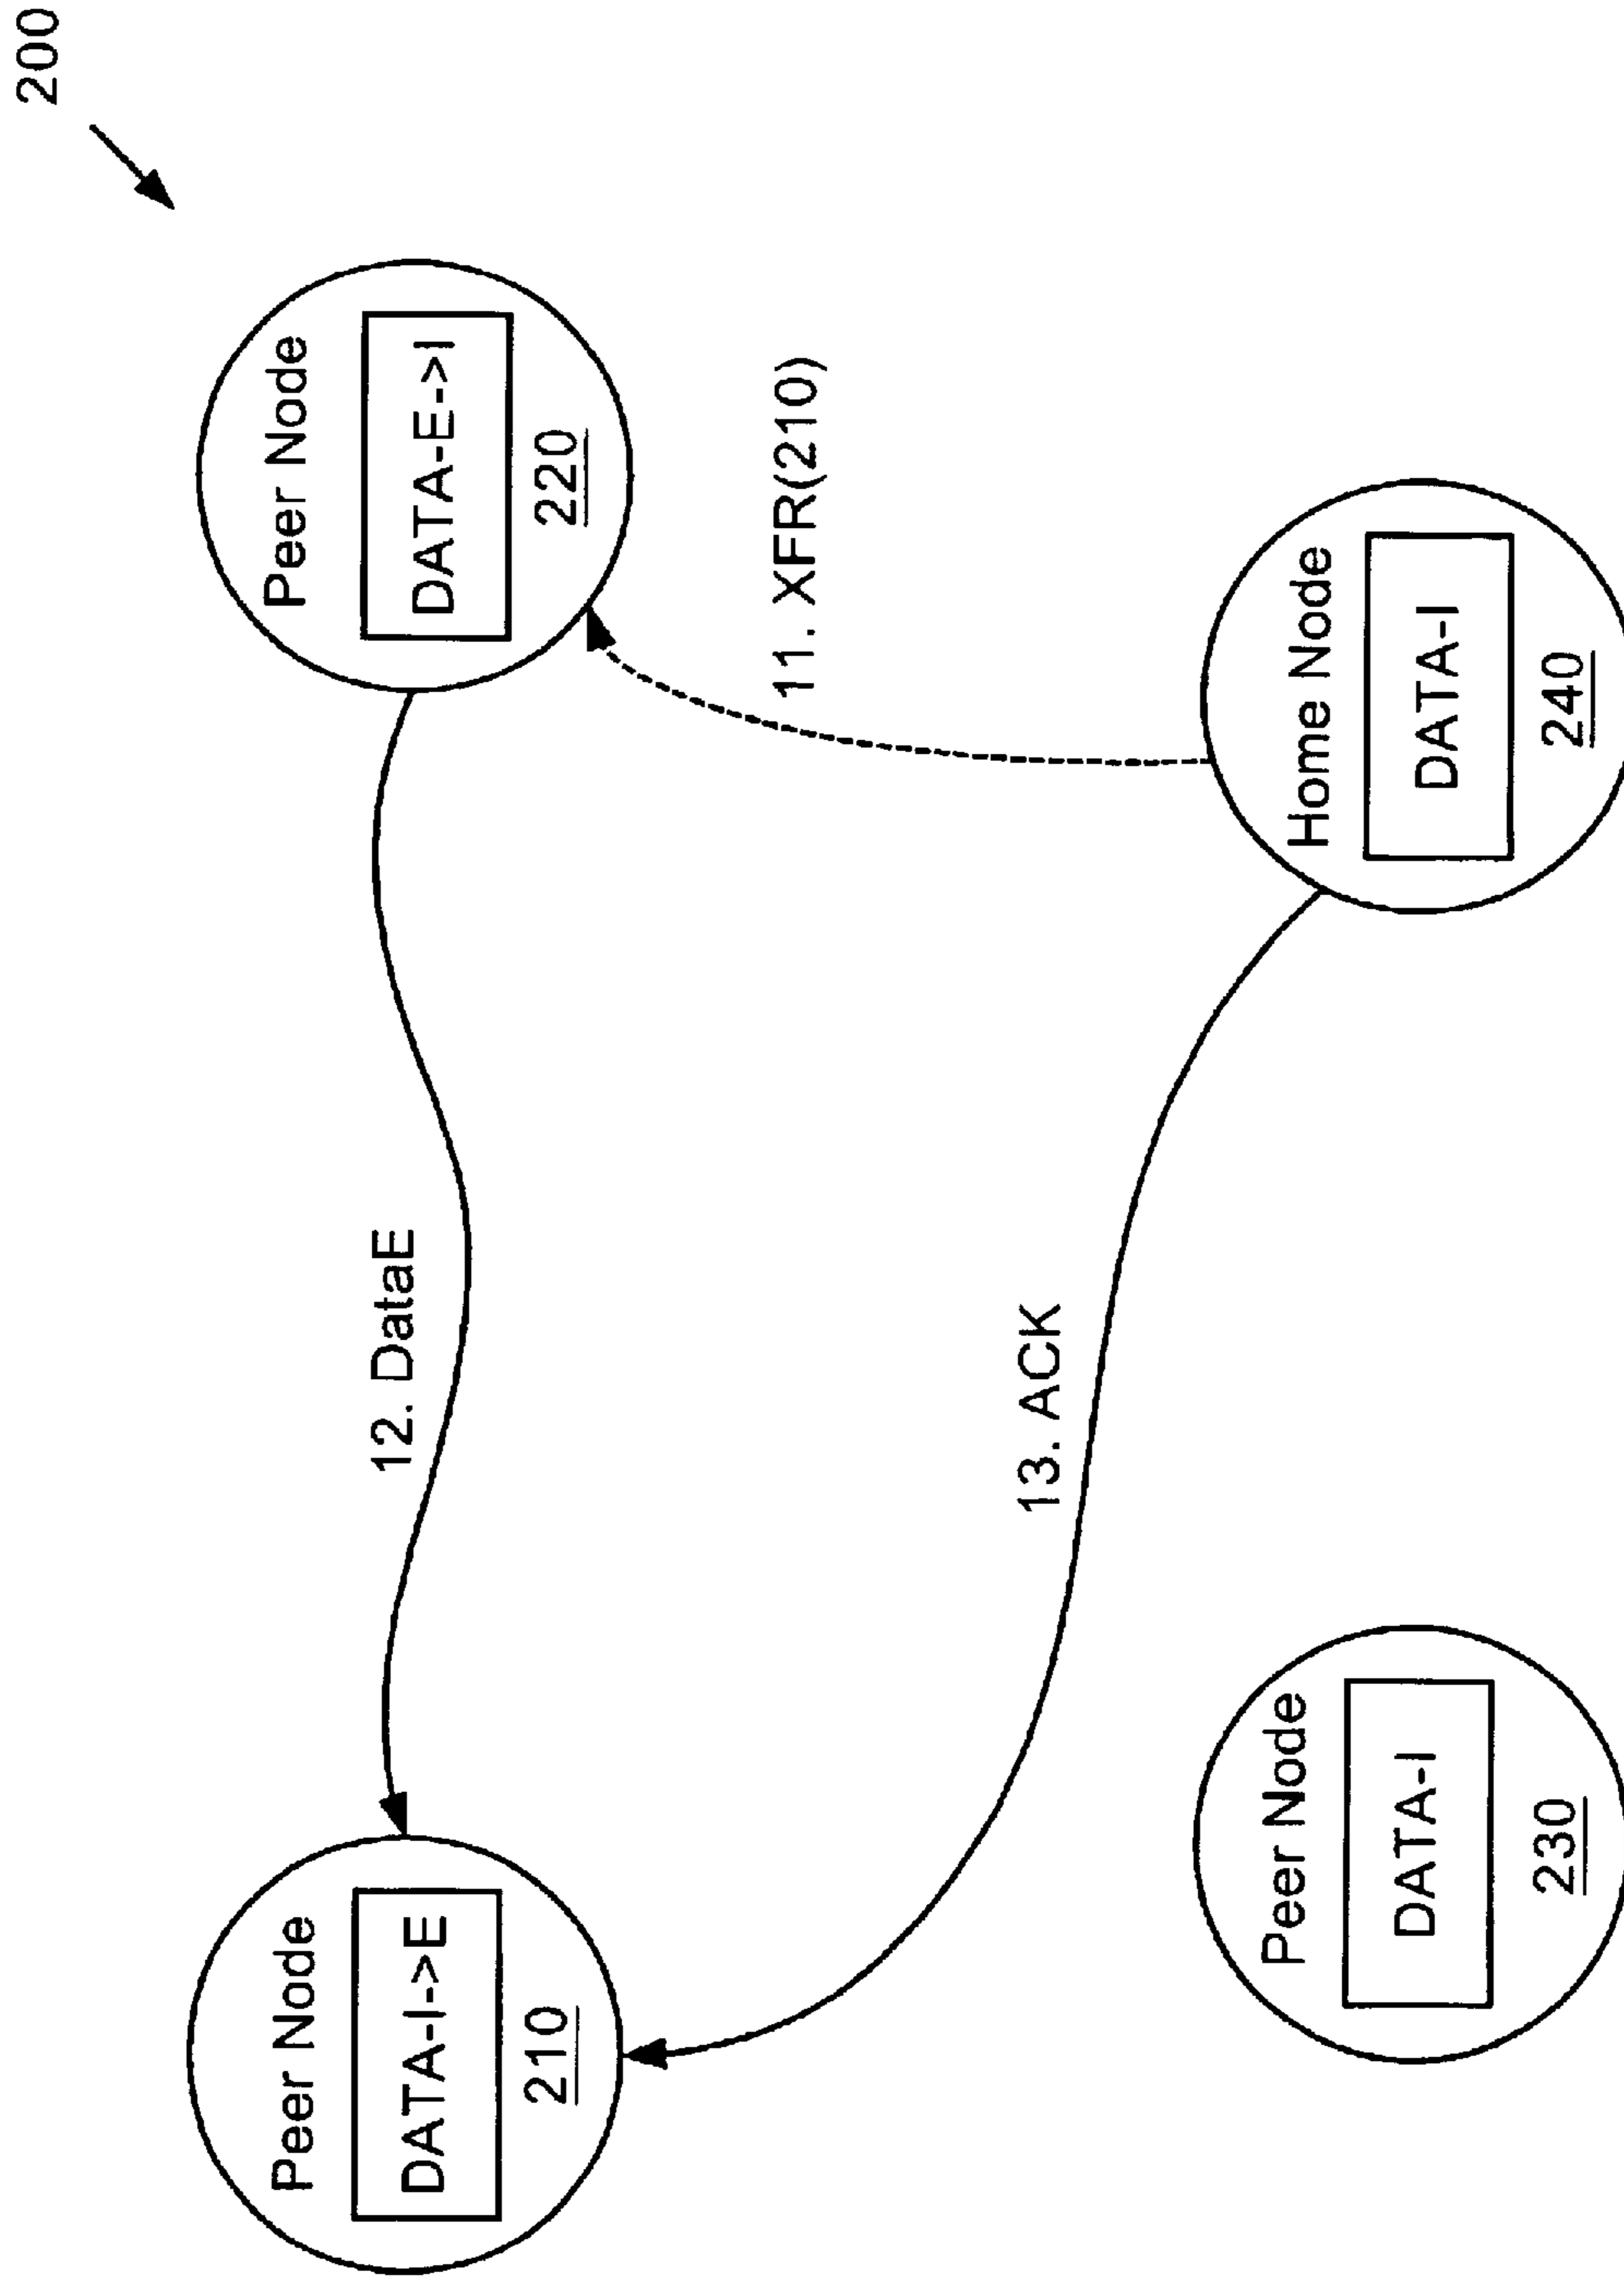 200
Peer Node
DATA-I->E
210
12. DataE
Peer Node
DATA-E->I
220
11. XFR(210)
13. ACK
Peer Node
DATA-I
230
Home Node
DATA-I
240